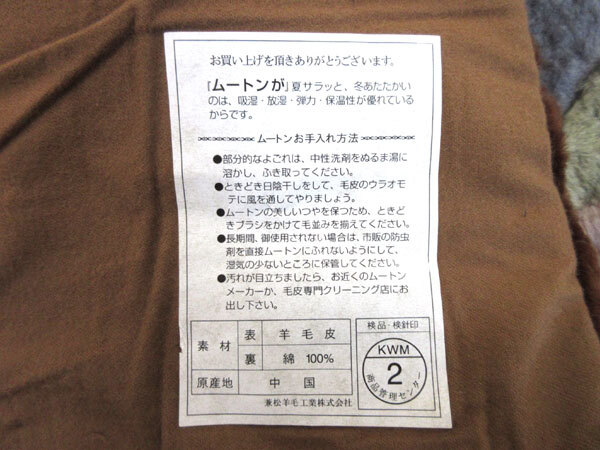 お買い上げを頂きありがとうございます。
『ムートンが』夏サラッと、冬あたたかい
のは、吸湿・放湿・弾力・保温性が優れている
からです。
ムートンお手入れ方法
●部分的なよごれは、中性洗剤をぬるま湯に
溶かし、ふき取ってください。
●ときどき日陰干しをして、毛皮のウラオモ
テに風を通してやりましょう。
●ムートンの美しいつやを保つため、ときど
きブラシをかけて毛並みを揃えてください。
●長期間、御使用されない場合は、市販の防虫
剤を直接ムートンにふれないようにして、
湿気の少ないところに保管してください。
●汚れが目立ちましたら、お近くのムートン
メーカーか、毛皮専門クリーニング店にお
出し下さい。
素材 表 羊毛皮
裏 綿 100%
原産地 中国
兼松羊毛工業株式会社
検品・検針印
KWM
2
商品管理センター